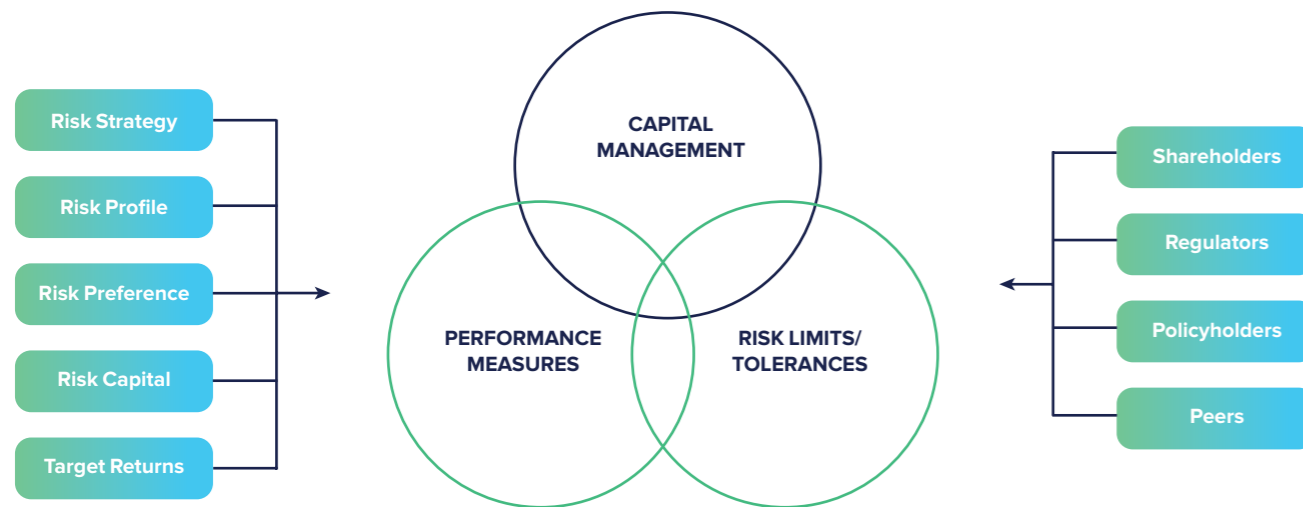 Risk Strategy
Risk Profile
Risk Preference
Risk Capital
Target Returns
CAPITAL
MANAGEMENT
PERFORMANCE
MEASURES
RISK LIMITS/
TOLERANCES
Shareholders
Regulators
Policyholders
Peers